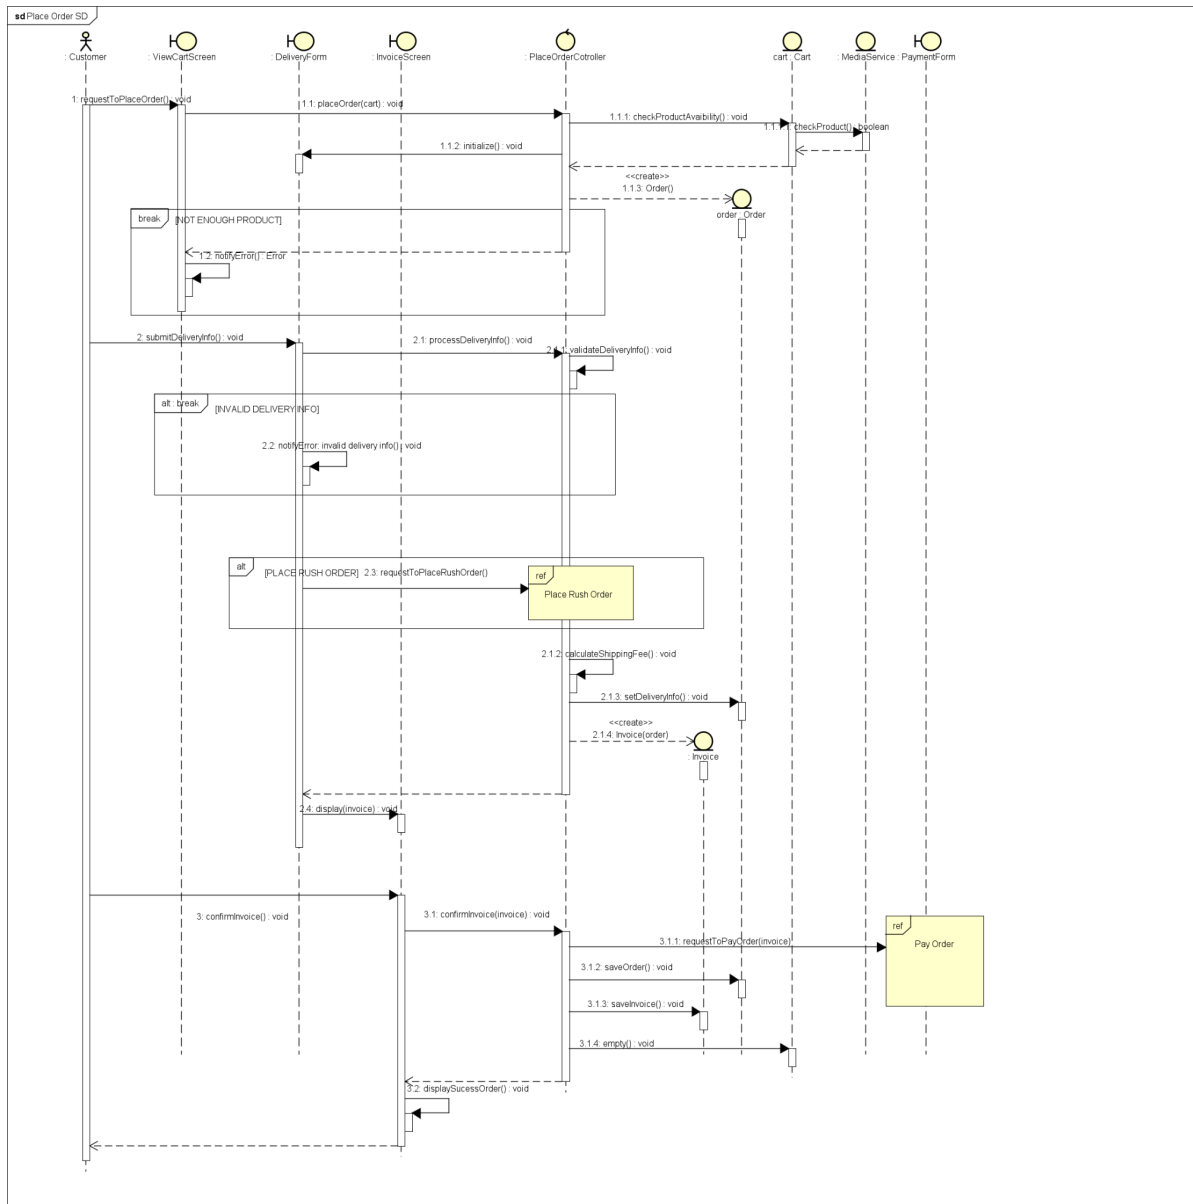 sd Place Order SD
: Customer
: ViewCartScreen
: DeliveryForm
: InvoiceScreen
: PlaceOrderCotroller
cart : Cart
: MediaService
: PaymentForm
1: requestToPlaceOrder() : void
1.1: placeOrder(cart) : void
1.1.1: checkProductAvaibility() : void
1.1.1.1: checkProduct() : boolean
1.1.2: initialize() : void
<<create>>
1.1.3: Order()
order : Order
break
[NOT ENOUGH PRODUCT]
1.2: notifyError() : Error
2: submitDeliveryInfo() : void
2.1: processDeliveryInfo() : void
2.1.1: validateDeliveryInfo() : void
alt : break
[INVALID DELIVERY INFO]
2.2: notifyError: invalid delivery info() : void
alt
[PLACE RUSH ORDER]
2.3: requestToPlaceRushOrder()
ref
Place Rush Order
2.1.2: calculateShippingFee() : void
2.1.3: setDeliveryInfo() : void
<<create>>
2.1.4: Invoice(order)
: Invoice
2.4: display(invoice) : void
3: confirmInvoice() : void
3.1: confirmInvoice(invoice) : void
ref
Pay Order
3.1.1: requestToPayOrder(invoice)
3.1.2: saveOrder() : void
3.1.3: saveInvoice() : void
3.1.4: empty() : void
3.2: displaySucessOrder() : void